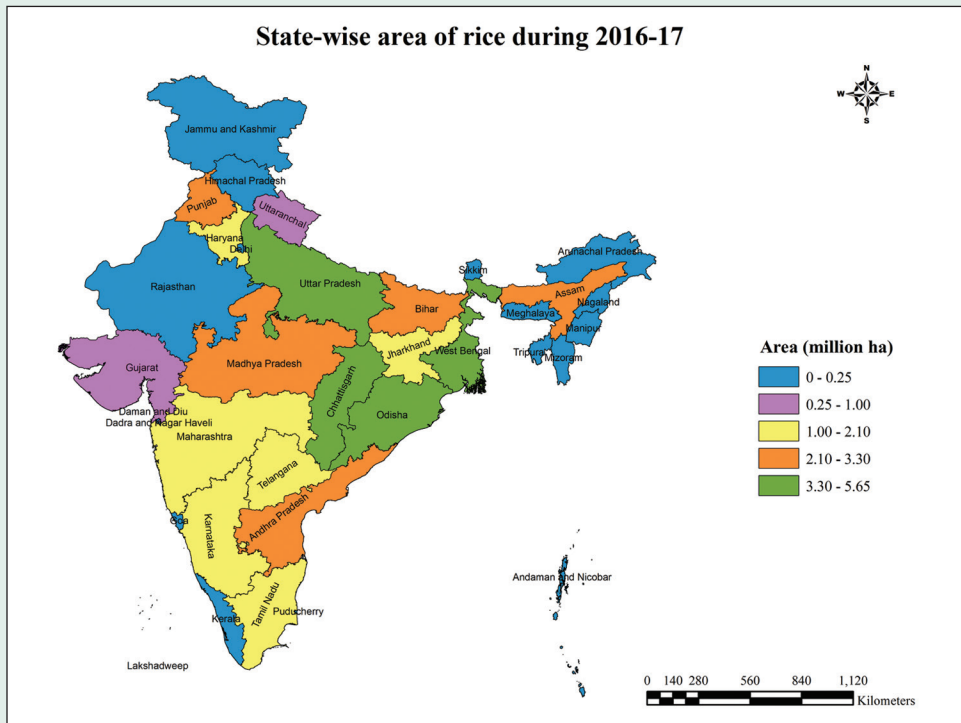 State-wise area of rice during 2016-17
N
W E
S
Jammu and Kashmir
Himachal Pradesh
Punjab
Uttaranchal
Haryana
Delhi
Arunachal Pradesh
Sikkim
Rajasthan
Uttar Pradesh
Assam
Nagaland
Bihar
Meghalaya
Manipur
Jharkhand
West Bengal
Tripura
Mizoram
Gujarat
Madhya Pradesh
Chhattisgarh
Odisha
Daman and Diu
Dadra and Nagar Haveli
Maharashtra
Telangana
Andhra Pradesh
Goa
Karnataka
Andaman and Nicobar
Tamil Nadu
Puducherry
Kerala
Lakshadweep
Area (million ha)
0 - 0.25
0.25 - 1.00
1.00 - 2.10
2.10 - 3.30
3.30 - 5.65
0 140 280 560 840 1,120
Kilometers